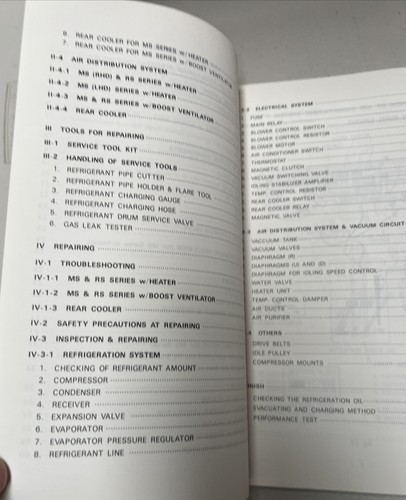 6. REAR COOLER FOR MS SERIES w/HEATER
7. REAR COOLER FOR MS SERIES w/BOOST VENTILATOR
II-4 AIR DISTRIBUTION SYSTEM
II-4-1 MS (RHD) & RS SERIES w/HEATER
II-4-2 MS (LHD) SERIES w/HEATER
II-4-3 MS & RS SERIES w/BOOST VENTILATOR
II-4-4 REAR COOLER
III TOOLS FOR REPAIRING
III-1 SERVICE TOOL KIT
III-2 HANDLING OF SERVICE TOOLS
1. REFRIGERANT PIPE CUTTER
2. REFRIGERANT PIPE HOLDER & FLARE TOOL
3. REFRIGERANT CHARGING GAUGE
4. REFRIGERANT CHARGING HOSE
5. REFRIGERANT DRUM SERVICE VALVE
6. GAS LEAK TESTER
IV REPAIRING
IV-1 TROUBLESHOOTING
IV-1-1 MS & RS SERIES w/HEATER
IV-1-2 MS & RS SERIES w/BOOST VENTILATOR
IV-1-3 REAR COOLER
IV-2 SAFETY PRECAUTIONS AT REPAIRING
IV-3 INSPECTION & REPAIRING
IV-3-1 REFRIGERATION SYSTEM
1. CHECKING OF REFRIGERANT AMOUNT
2. COMPRESSOR
3. CONDENSER
4. RECEIVER
5. EXPANSION VALVE
6. EVAPORATOR
7. EVAPORATOR PRESSURE REGULATOR
8. REFRIGERANT LINE
ELECTRICAL SYSTEM
FUSE
MAIN RELAY
BLOWER CONTROL SWITCH
BLOWER CONTROL RESISTOR
BLOWER MOTOR
AIR CONDITIONER SWITCH
THERMOSTAT
MAGNETIC CLUTCH
VACUUM SWITCHING VALVE
IDLING STABILIZER AMPLIFIER
TEMP. CONTROL RESISTOR
REAR COOLER SWITCH
REAR COOLER RELAY
MAGNETIC VALVE
AIR DISTRIBUTION SYSTEM & VACUUM CIRCUIT
VACCUUM TANK
VACUUM VALVES
DIAPHRAGM (R)
DIAPHRAGMS (U) AND (D)
DIAPHRAGM FOR IDLING SPEED CONTROL
WATER VALVE
HEATER UNIT
TEMP. CONTROL DAMPER
AIR DUCTS
AIR PURIFIER
OTHERS
DRIVE BELTS
IDLE PULLEY
COMPRESSOR MOUNTS
CHECKING THE REFRIGERATION OIL
EVACUATING AND CHARGING METHOD
PERFORMANCE TEST